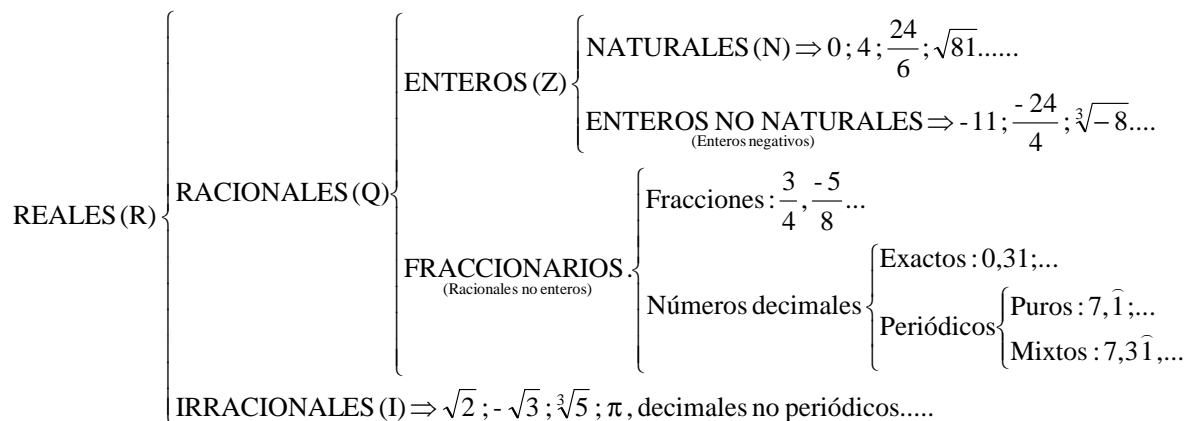 NATURALES (N) ⇒ 0 ; 4 ; 24/6 ; √81......
ENTEROS (Z)
ENTEROS NO NATURALES ⇒ - 11 ; - 24/4 ; ∛−8....
(Enteros negativos)
RACIONALES (Q)
REALES (R)
Fracciones : 3/4 , - 5/8 ...
FRACCIONARIOS .
(Racionales no enteros)
Exactos : 0,31;...
Números decimales
Periódicos
Puros : 7,1͡ ;...
Mixtos : 7,31͡ ,...
IRRACIONALES (I) ⇒ √2 ; - √3 ; ∛5 ; π , decimales no periódicos.....